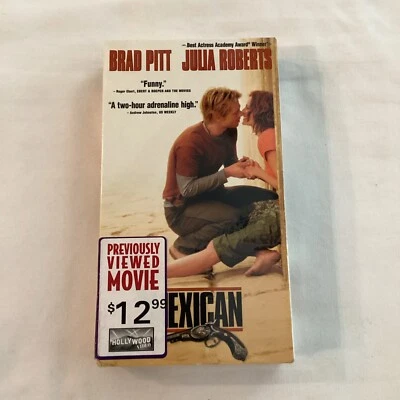 – Best Actress Academy Award® Winner –
BRAD PITT JULIA ROBERTS
"Funny."
– Roger Ebert, EBERT & ROEPER AND THE MOVIES
"A two-hour adrenaline high."
– Andrew Johnston, US WEEKLY
PREVIOUSLY
VIEWED
MOVIE
$12.99
EXICAN
HOLLYWOOD
VIDEO